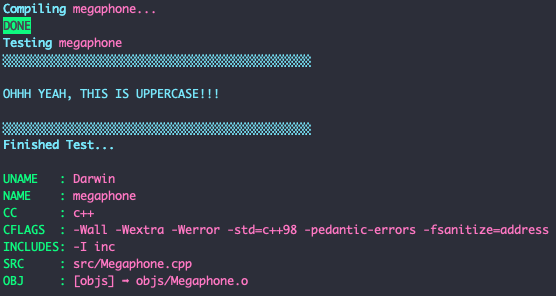 Compiling megaphone...
DONE
Testing megaphone
OHHH YEAH, THIS IS UPPERCASE!!!
Finished Test...
UNAME : Darwin
NAME : megaphone
CC : c++
CFLAGS : -Wall -Wextra -Werror -std=c++98 -pedantic-errors -fsanitize=address
INCLUDES: -I inc
SRC : src/Megaphone.cpp
OBJ : [objs] ➡ objs/Megaphone.o